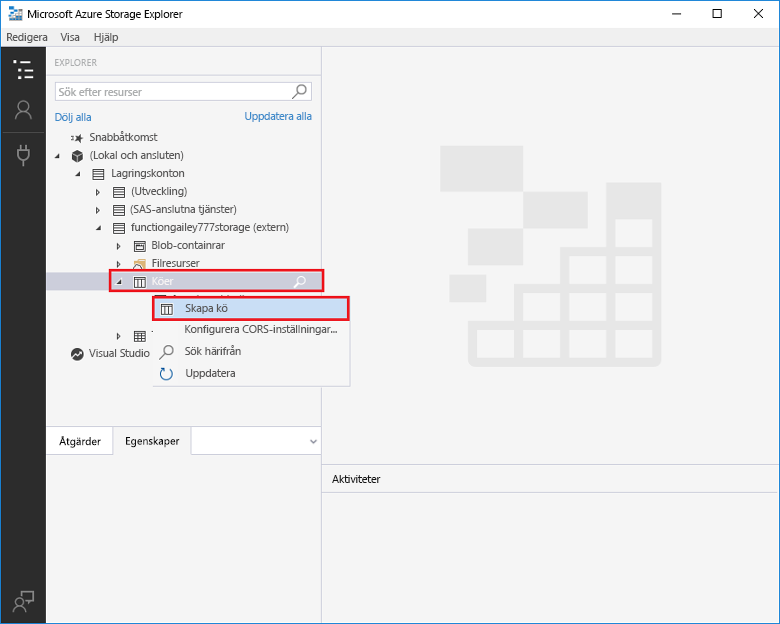 Microsoft Azure Storage Explorer
Redigera Visa Hjälp
EXPLORER
Sök efter resurser
Dölj alla Uppdatera alla
Snabbåtkomst
(Lokal och ansluten)
Lagringskonton
(Utveckling)
(SAS-anslutna tjänster)
functiongailey777storage (extern)
Blob-containrar
Filresurser
Köer
Skapa kö
Konfigurera CORS-inställningar...
Visual Studio
Sök härifrån
Uppdatera
Åtgärder Egenskaper
Aktiviteter